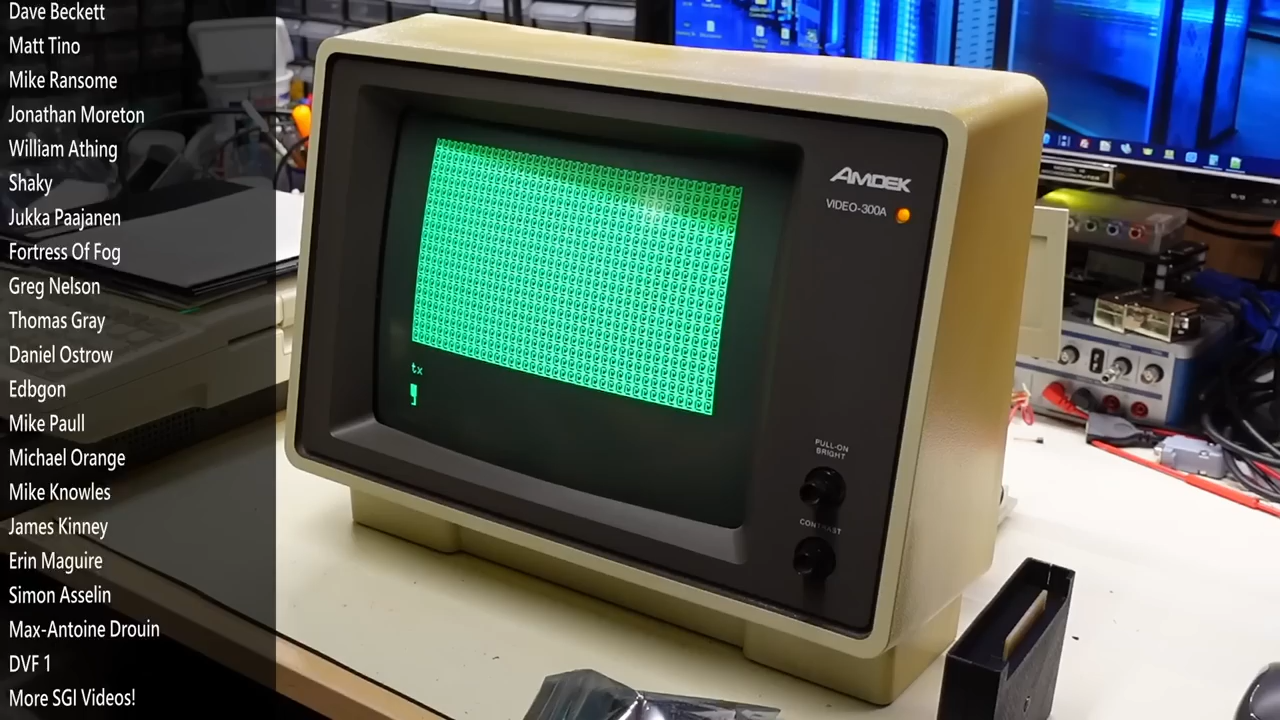 Dave Beckett
Matt Tino
Mike Ransome
Jonathan Moreton
William Athing
Shaky
Jukka Paajanen
Fortress Of Fog
Greg Nelson
Thomas Gray
Daniel Ostrow
Edbgon
Mike Paull
Michael Orange
Mike Knowles
James Kinney
Erin Maguire
Simon Asselin
Max-Antoine Drouin
DVF 1
More SGI Videos!
AMDEK
VIDEO-300A
tx
PULL-ON
BRIGHT
CONTRAST